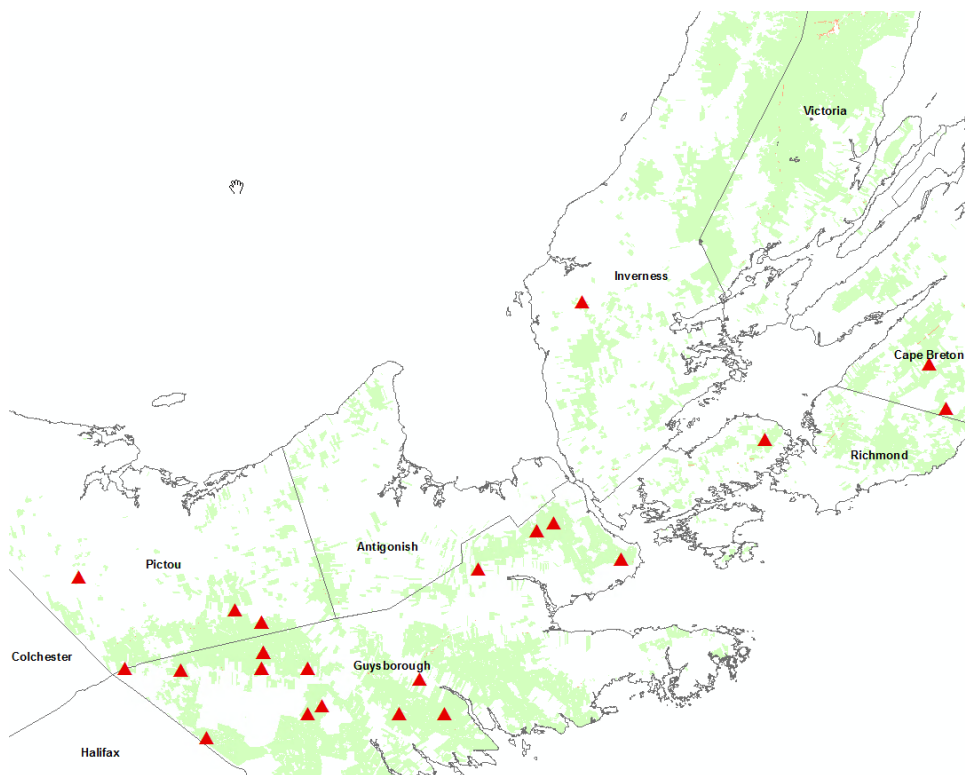 Victoria
Inverness
Cape Breton
Richmond
Antigonish
Pictou
Colchester
Guysborough
Halifax